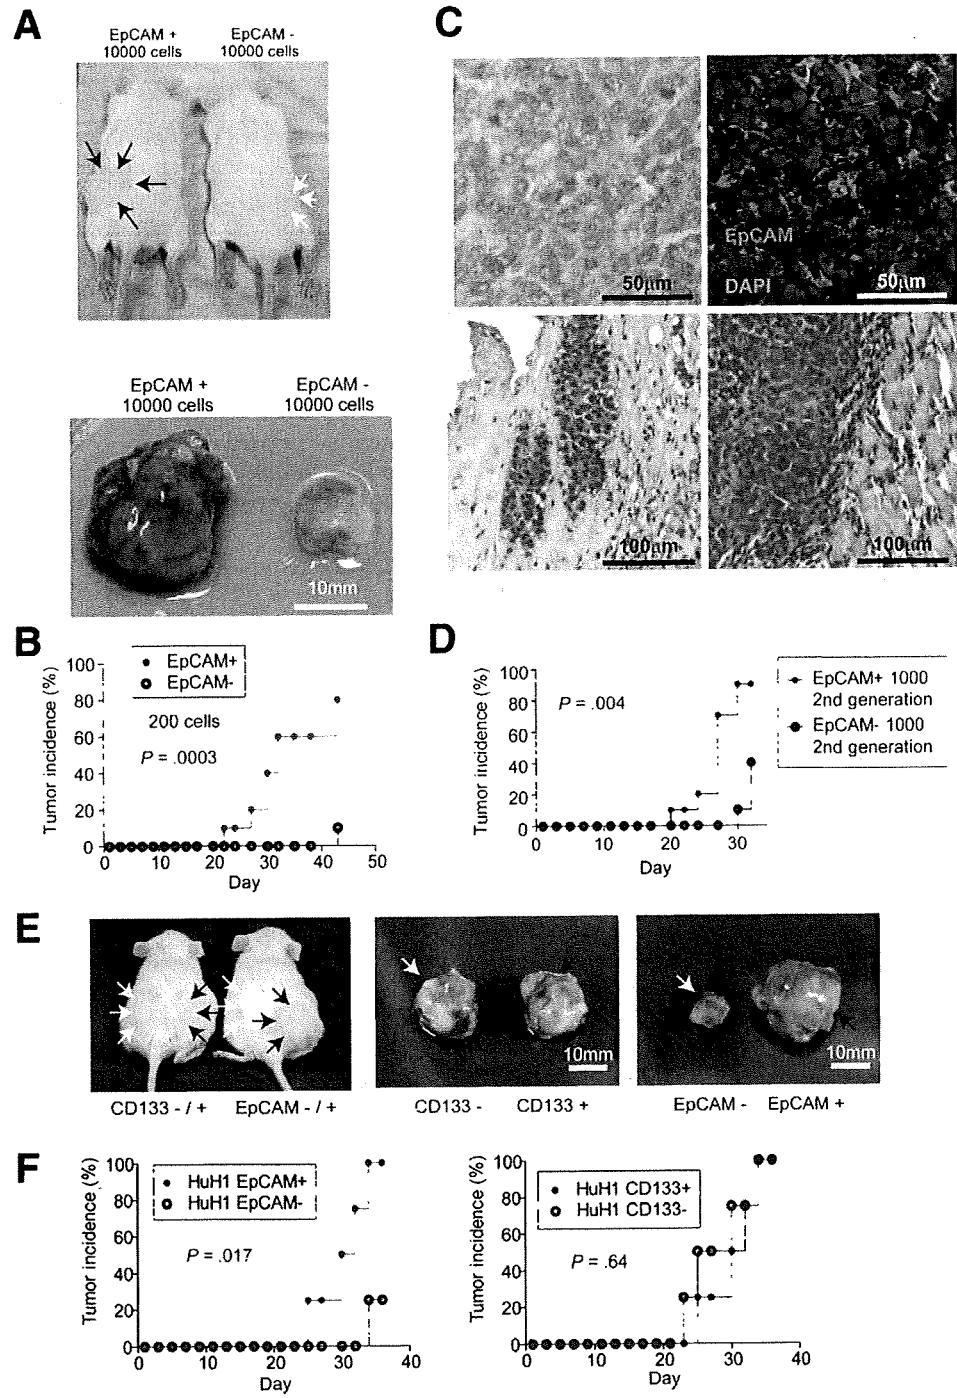 A
EpCAM +
10000 cells
EpCAM -
10000 cells
EpCAM +
10000 cells
EpCAM -
10000 cells
10mm
C
EpCAM
DAPI
50µm
50µm
100µm
100µm
B
Tumor incidence (%)
100
80
60
40
20
0
EpCAM+
EpCAM-
200 cells
P = .0003
0
10
20
30
40
50
Day
D
Tumor incidence (%)
100
80
60
40
20
0
P = .004
0
10
20
30
Day
EpCAM+ 1000
2nd generation
EpCAM- 1000
2nd generation
E
CD133 - / +
EpCAM - / +
10mm
CD133 -
CD133 +
10mm
EpCAM -
EpCAM +
F
Tumor incidence (%)
100
80
60
40
20
0
HuH1 EpCAM+
HuH1 EpCAM-
P = .017
0
10
20
30
40
Day
Tumor incidence (%)
100
80
60
40
20
0
HuH1 CD133+
HuH1 CD133-
P = .64
0
10
20
30
40
Day